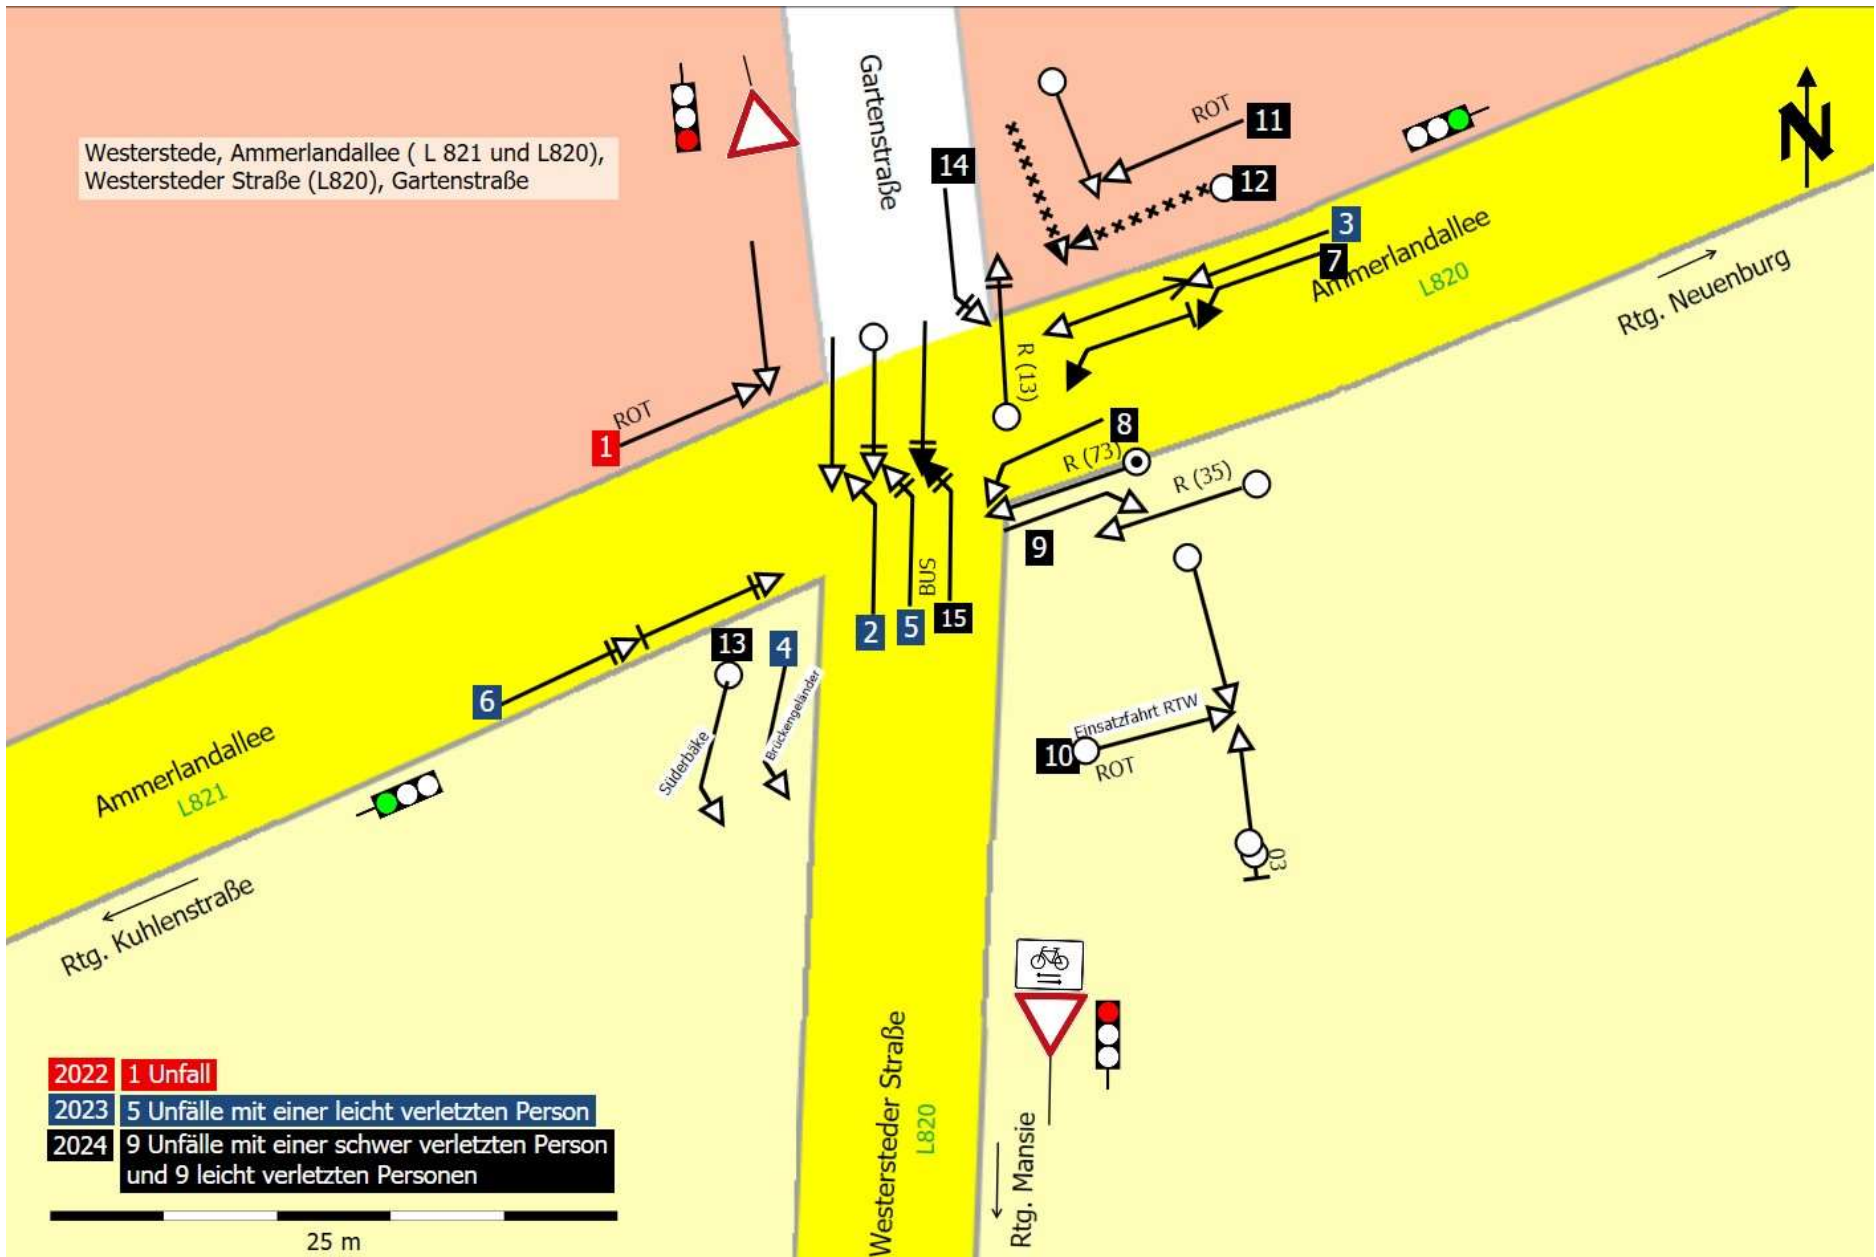 Westerstede, Ammerlandallee ( L 821 und L820),
Westersteder Straße (L820), Gartenstraße
Gartenstraße
14
ROT
11
12
3
7
Ammerlandallee
L820
Rtg. Neuenburg
N
R (13)
ROT
1
8
R (73)
R (35)
9
BUS
2
5
15
13
4
6
Süderbäke
Brückengeländer
Einsatzfahrt RTW
10
ROT
03
Ammerlandallee
L821
Rtg. Kuhlenstraße
Westersteder Straße
L820
Rtg. Mansie
2022 1 Unfall
2023 5 Unfälle mit einer leicht verletzten Person
2024 9 Unfälle mit einer schwer verletzten Person
und 9 leicht verletzten Personen
25 m